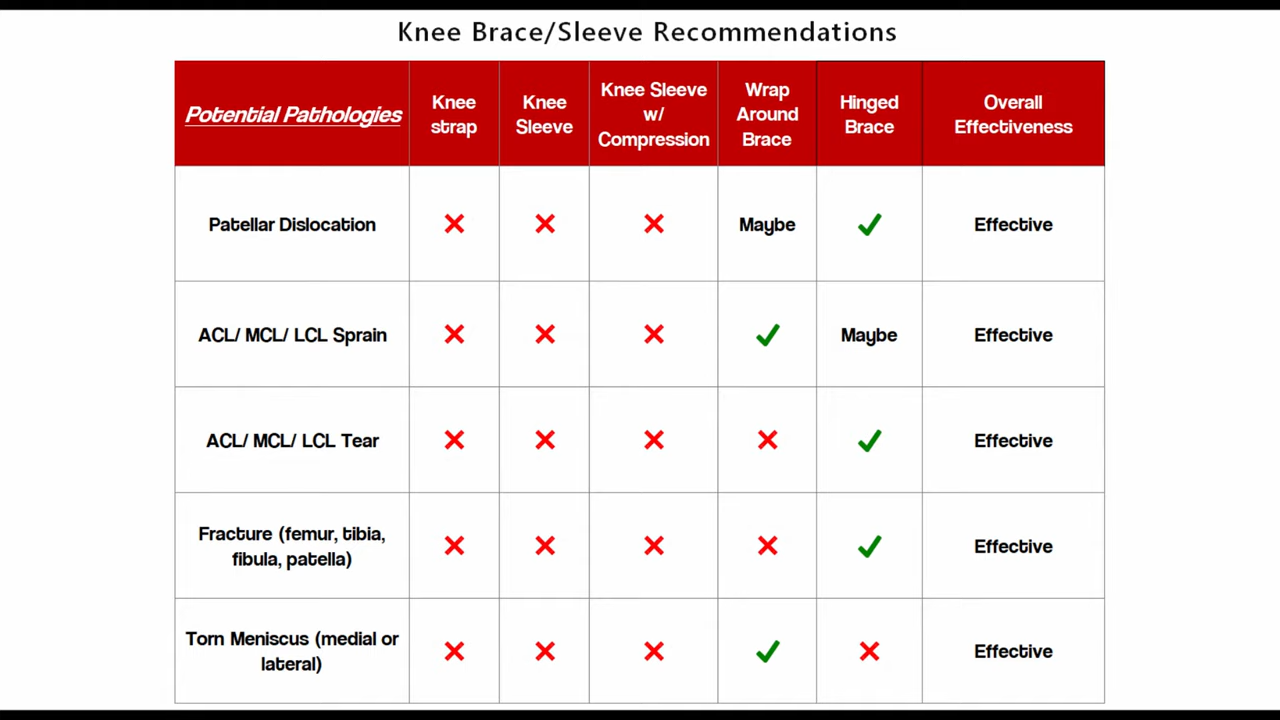 Knee Brace/Sleeve Recommendations
Potential Pathologies
Knee
strap
Knee
Sleeve
Knee Sleeve
w/
Compression
Wrap
Around
Brace
Hinged
Brace
Overall
Effectiveness
Patellar Dislocation
Maybe
Effective
ACL/ MCL/ LCL Sprain
Maybe
Effective
ACL/ MCL/ LCL Tear
Effective
Fracture (femur, tibia,
fibula, patella)
Effective
Torn Meniscus (medial or
lateral)
Effective